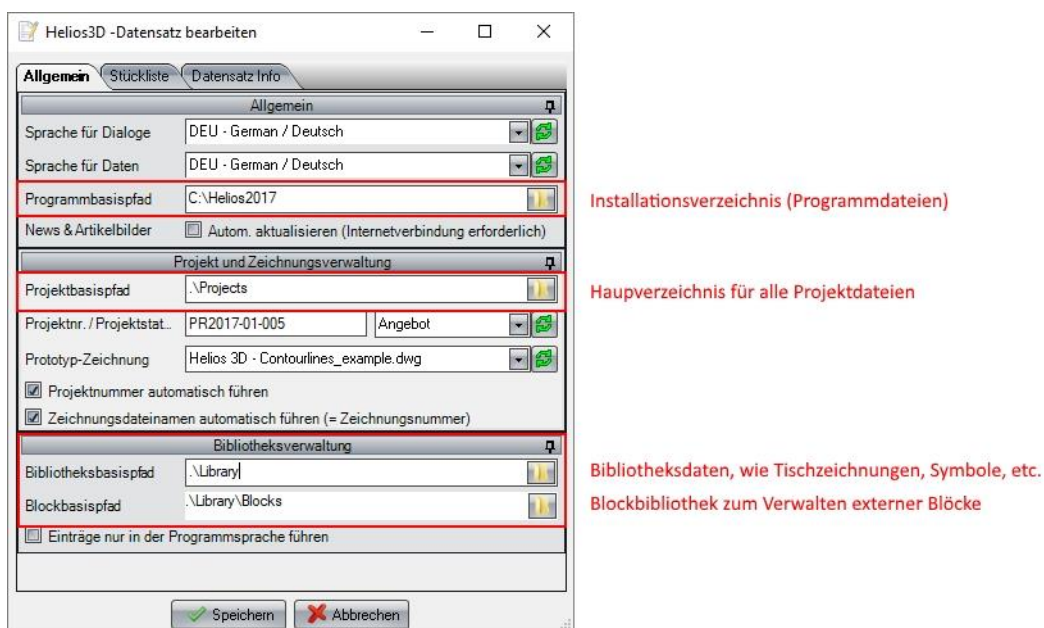 Helios3D -Datensatz bearbeiten
Allgemein Stückliste Datensatz Info
Allgemein
Sprache für Dialoge DEU - German / Deutsch
Sprache für Daten DEU - German / Deutsch
Programmbasispfad C:\Helios2017 Installationsverzeichnis (Programmdateien)
News & Artikelbilder Autom. aktualisieren (Internetverbindung erforderlich)
Projekt und Zeichnungsverwaltung
Projektbasispfad .\Projects Haupverzeichnis für alle Projektdateien
Projektnr. / Projektstat... PR2017-01-005 Angebot
Prototyp-Zeichnung Helios 3D - Contourlines_example.dwg
Projektnummer automatisch führen
Zeichnungsdateinamen automatisch führen (= Zeichnungsnummer)
Bibliotheksverwaltung
Bibliotheksbasispfad .\Library Bibliotheksdaten, wie Tischzeichnungen, Symbole, etc.
Blockbasispfad .\Library\Blocks Blockbibliothek zum Verwalten externer Blöcke
Einträge nur in der Programmsprache führen
Speichern Abbrechen